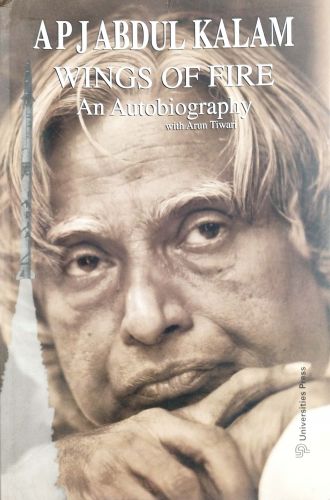 A P J ABDUL KALAM
WINGS OF FIRE
An Autobiography
with Arun Tiwari
Universities Press